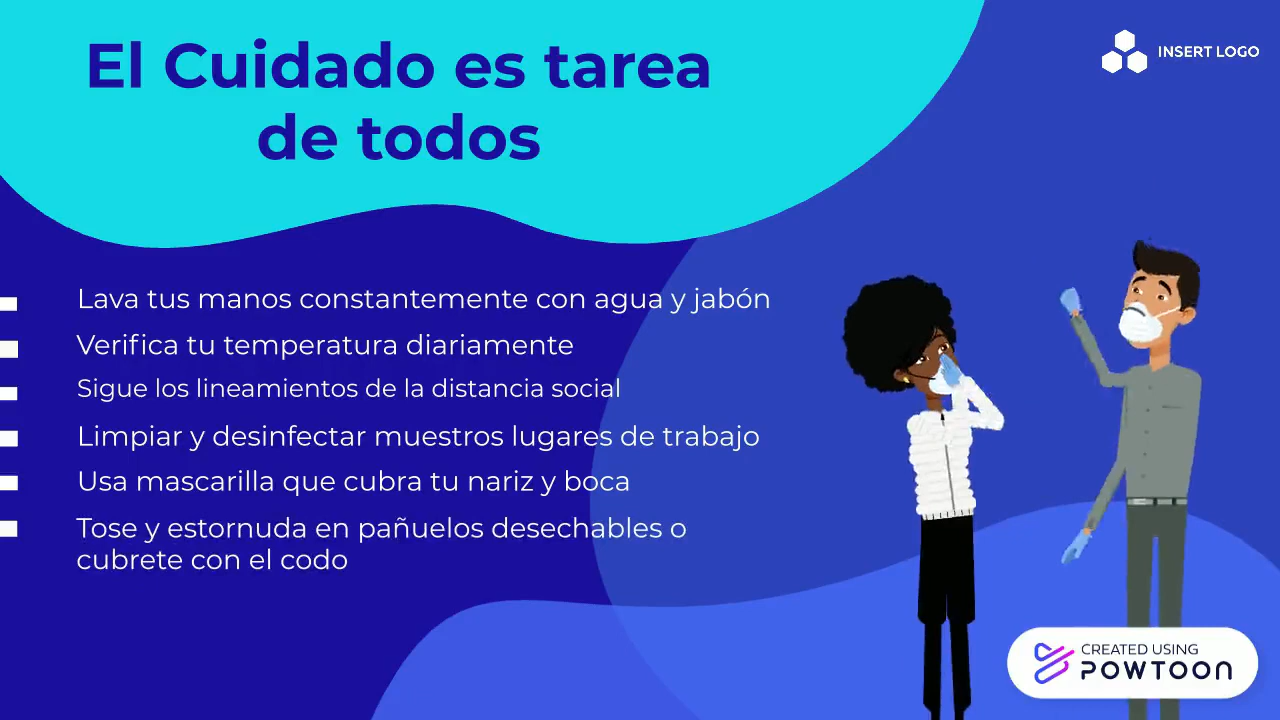 El Cuidado es tarea
de todos
INSERT LOGO
Lava tus manos constantemente con agua y jabón
Verifica tu temperatura diariamente
Sigue los lineamientos de la distancia social
Limpiar y desinfectar muestros lugares de trabajo
Usa mascarilla que cubra tu nariz y boca
Tose y estornuda en pañuelos desechables o
cubrete con el codo
CREATED USING
POWTOON